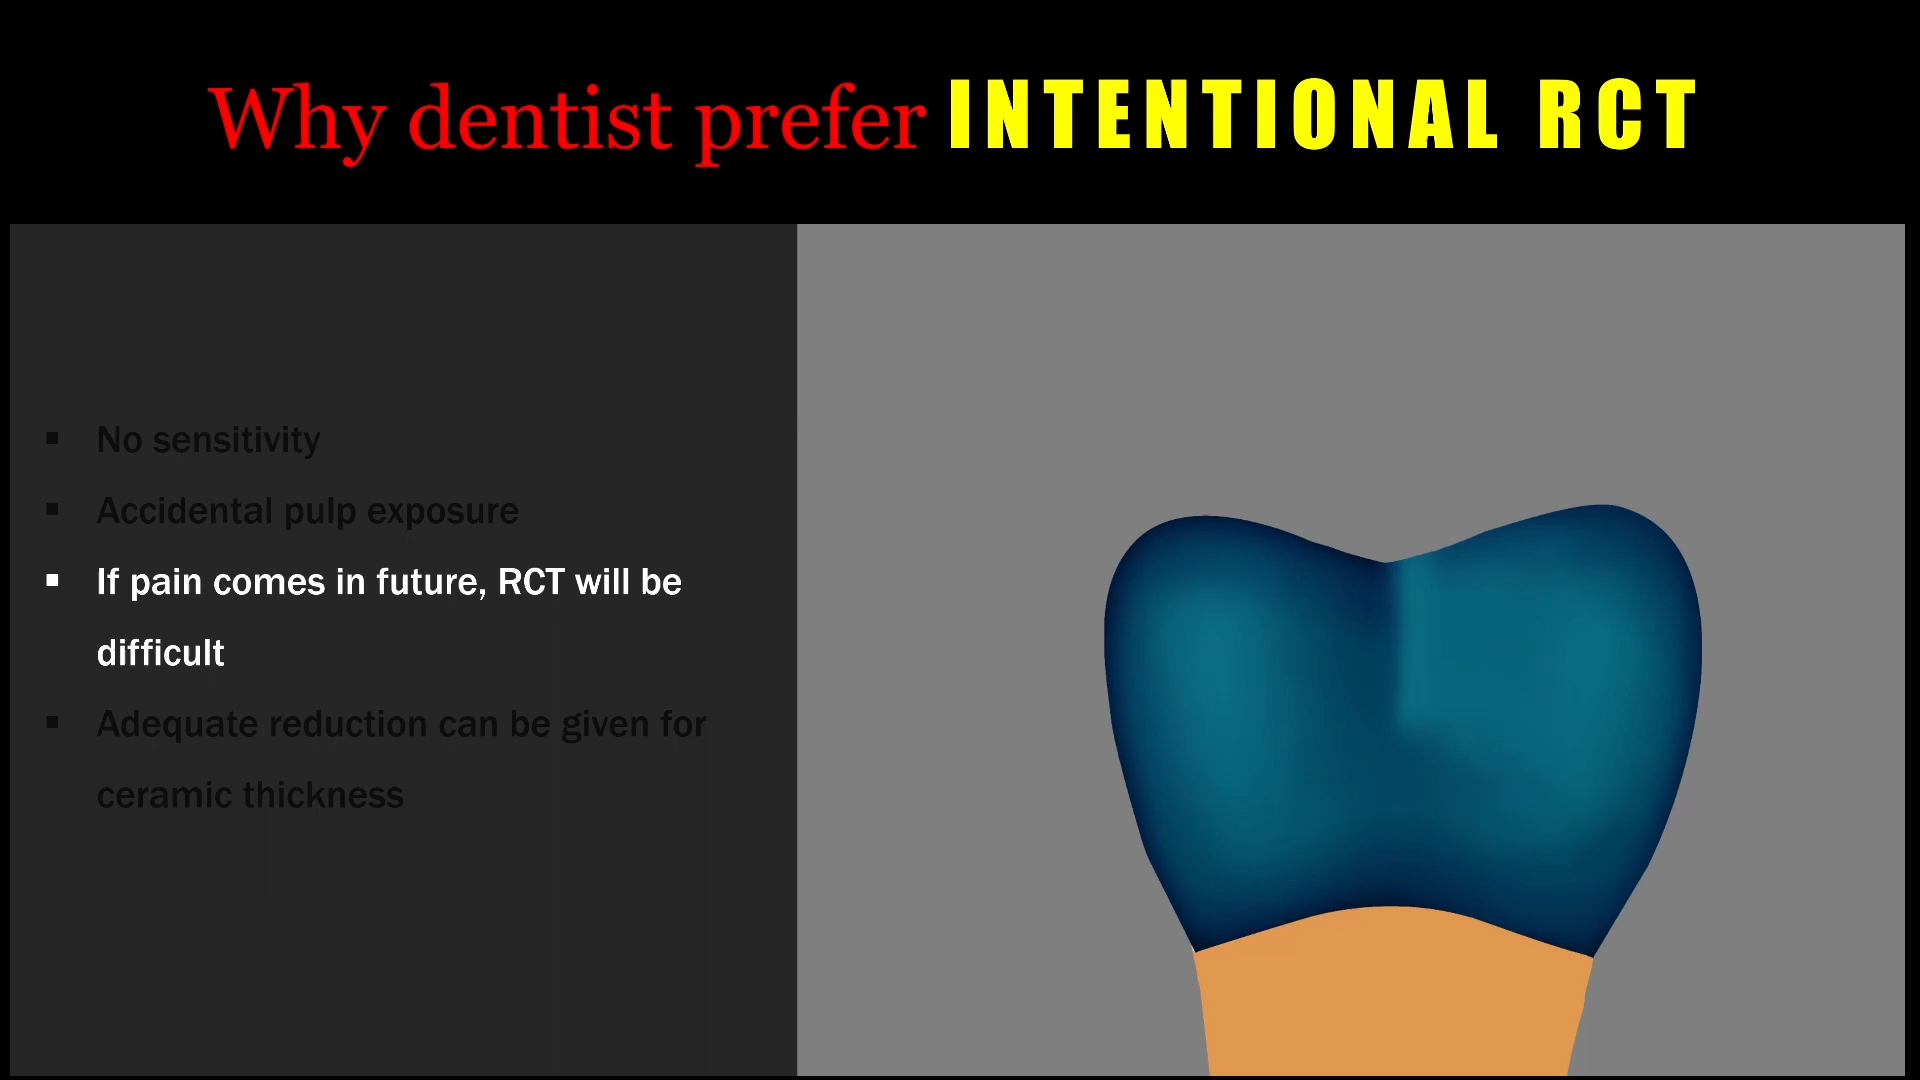 Why dentist prefer INTENTIONAL RCT
▪ No sensitivity
▪ Accidental pulp exposure
▪ If pain comes in future, RCT will be
difficult
▪ Adequate reduction can be given for
ceramic thickness